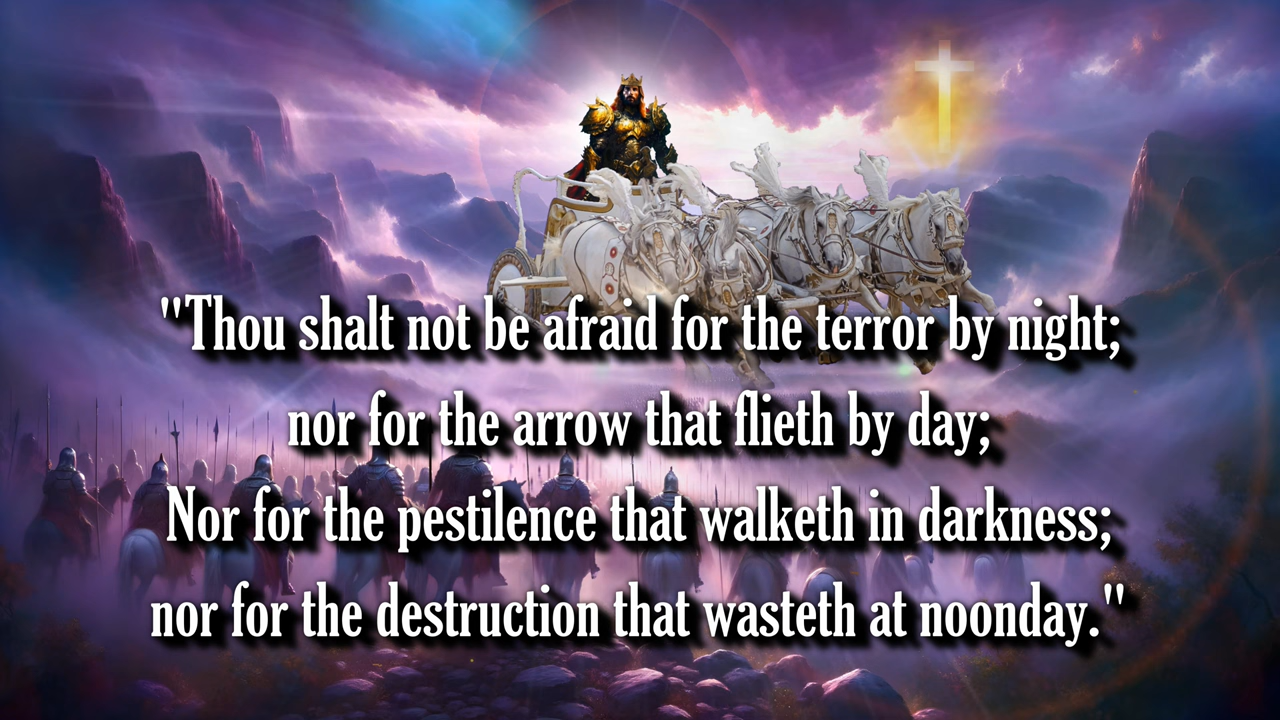 "Thou shalt not be afraid for the terror by night;
nor for the arrow that flieth by day;
Nor for the pestilence that walketh in darkness;
nor for the destruction that wasteth at noonday."